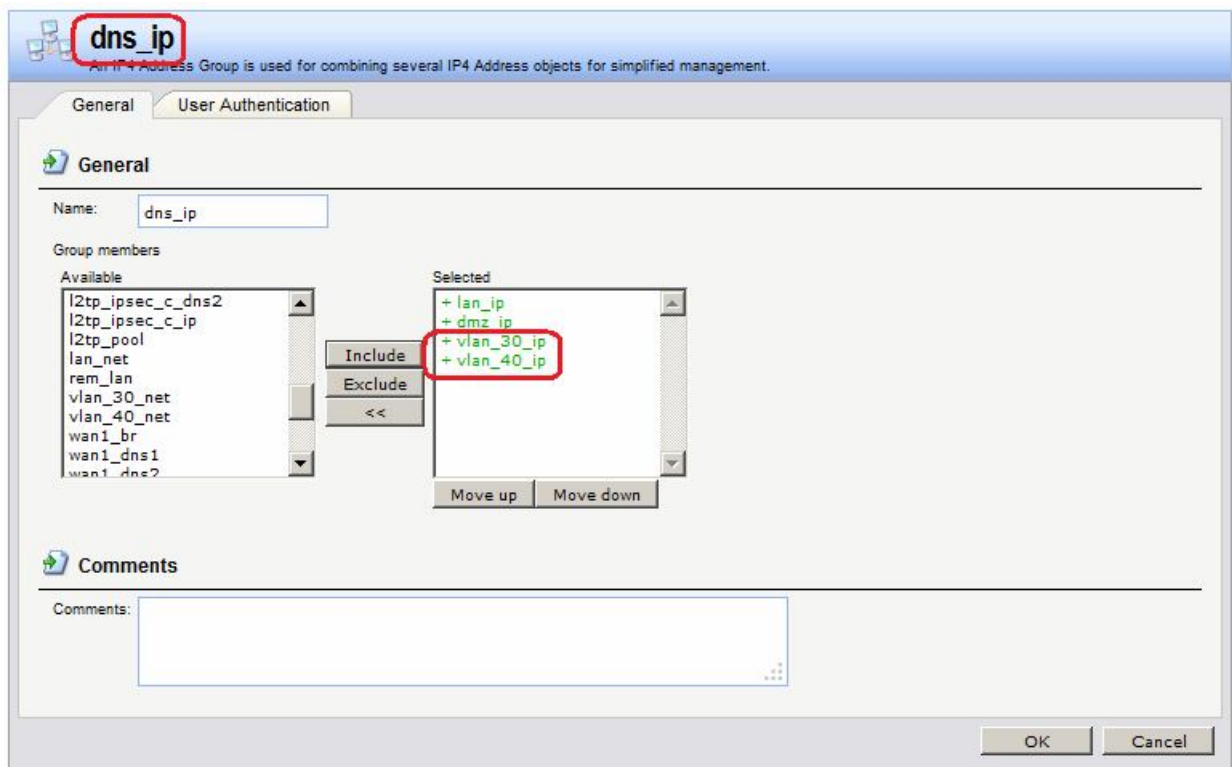 dns_ip
An IP4 Address Group is used for combining several IP4 Address objects for simplified management.
General
User Authentication
General
Name:
dns_ip
Group members
Available
l2tp_ipsec_c_dns2
l2tp_ipsec_c_ip
l2tp_pool
lan_net
rem_lan
vlan_30_net
vlan_40_net
wan1_br
wan1_dns1
wan1_dns2
Include
Exclude
<<
Selected
+ lan_ip
+ dmz_ip
+ vlan_30_ip
+ vlan_40_ip
Move up
Move down
Comments
Comments:
OK
Cancel